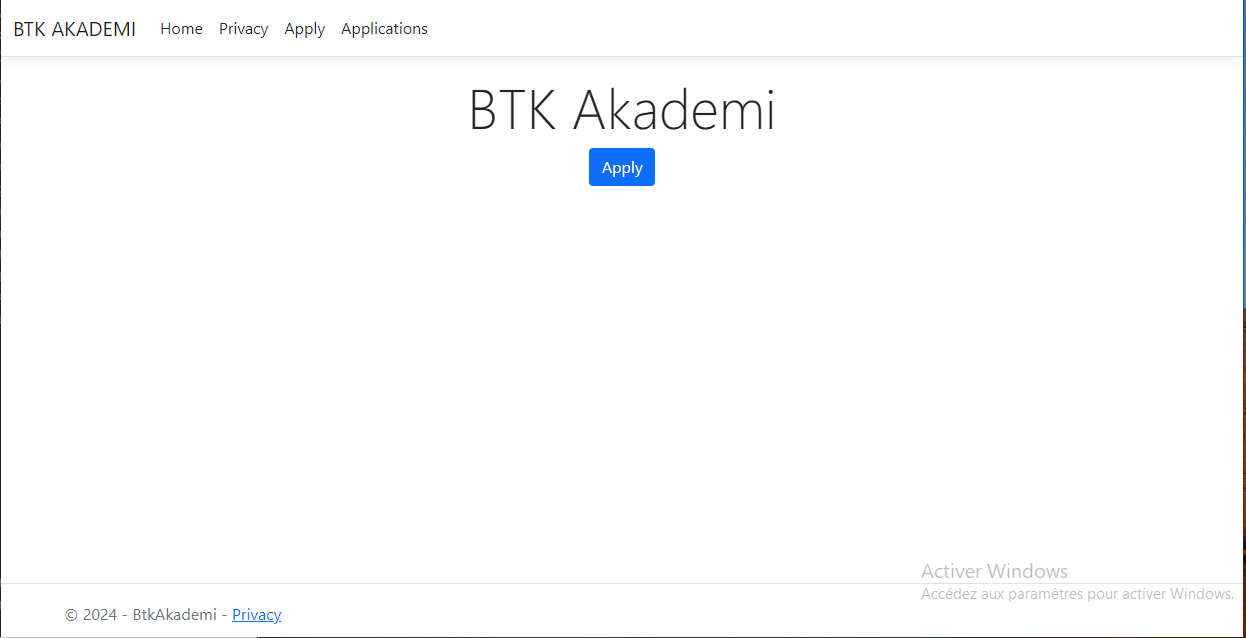 BTK AKADEMI Home Privacy Apply Applications
BTK Akademi
Apply
Activer Windows
Accédez aux paramètres pour activer Windows.
© 2024 - BtkAkademi - Privacy